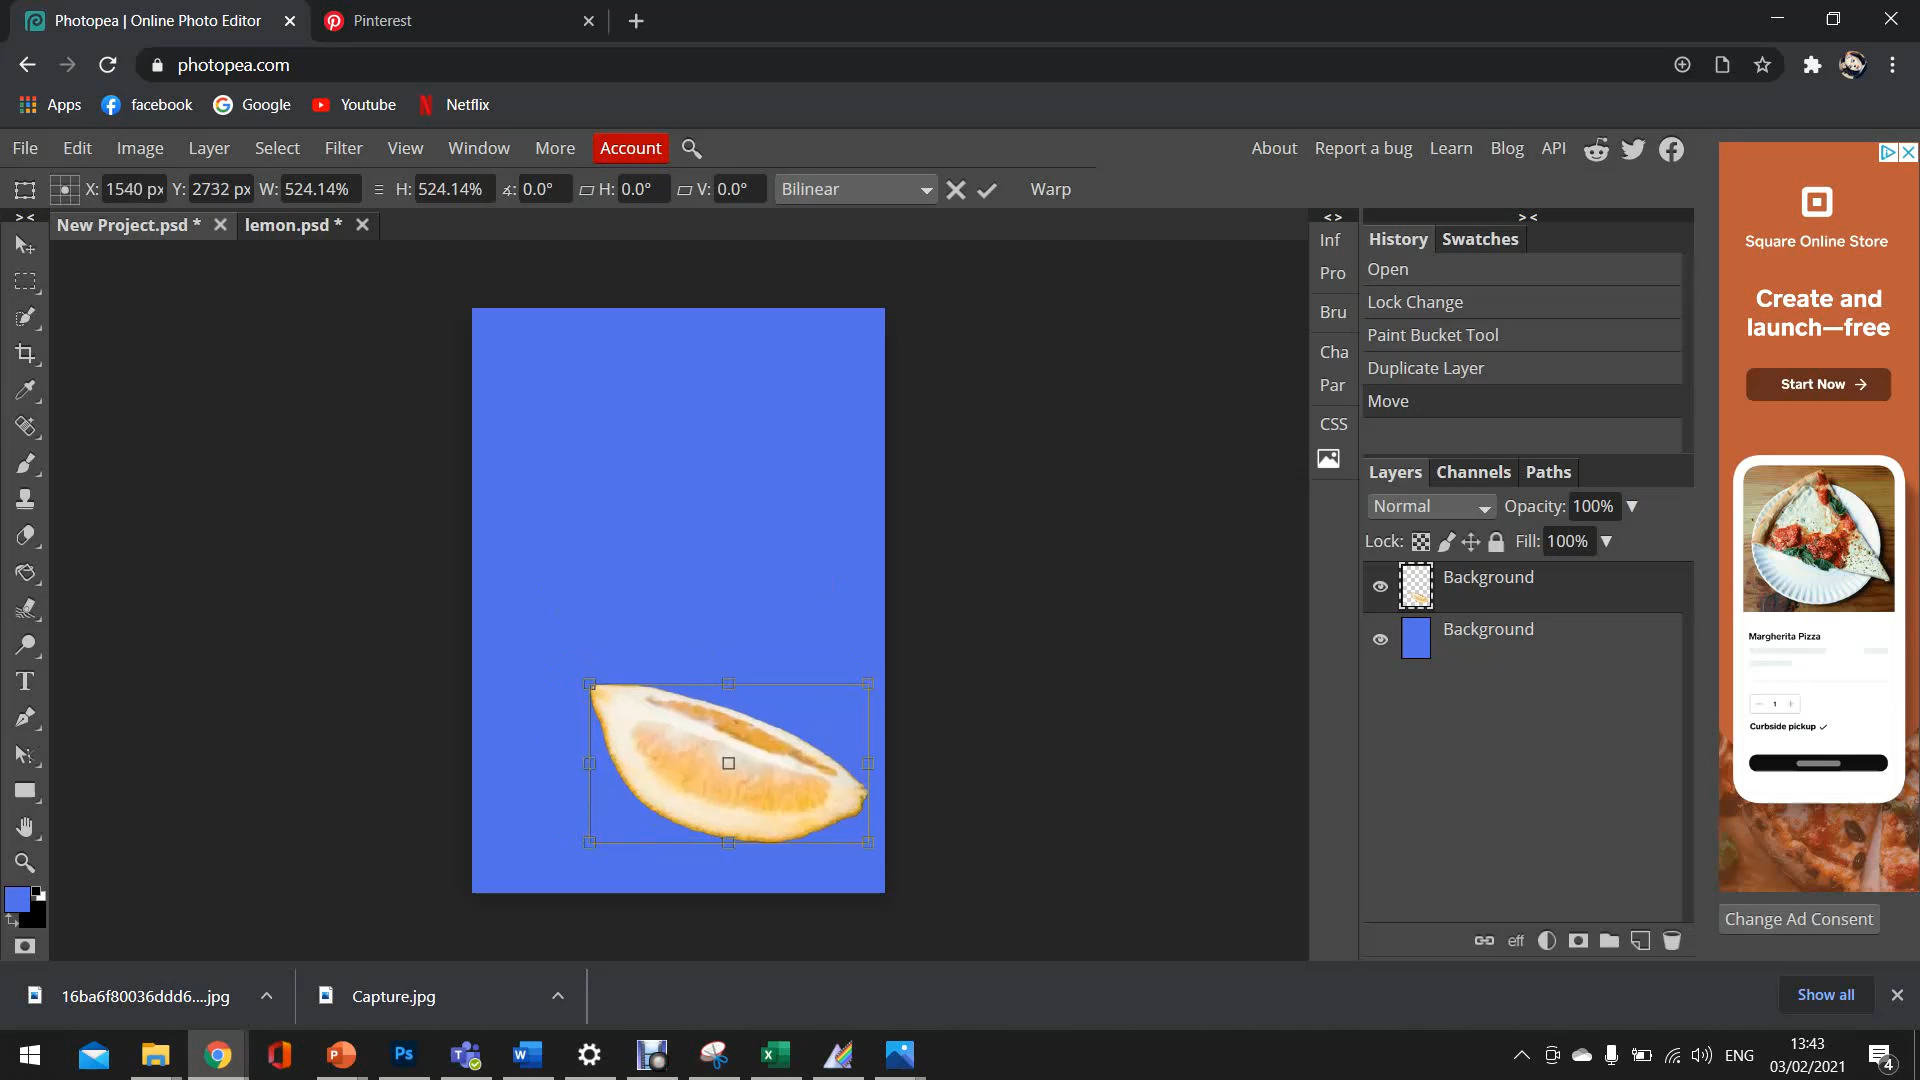 Photopea | Online Photo Editor
Pinterest
photopea.com
Apps facebook Google Youtube Netflix
File Edit Image Layer Select Filter View Window More Account
About Report a bug Learn Blog API
X: 1540 px Y: 2732 px W: 524.14% H: 524.14% 0.0° H: 0.0° V: 0.0° Bilinear Warp
New Project.psd * lemon.psd *
< > > <
> <
Inf
Pro
Bru
Cha
Par
CSS
History Swatches
Open
Lock Change
Paint Bucket Tool
Duplicate Layer
Move
Layers Channels Paths
Normal Opacity: 100%
Lock: Fill: 100%
Background
Background
eff
Square Online Store
Create and
launch—free
Start Now →
Margherita Pizza
1
Curbside pickup ✓
Change Ad Consent
16ba6f80036ddd6....jpg
Capture.jpg
Show all
Ps
ENG
13:43
03/02/2021
4